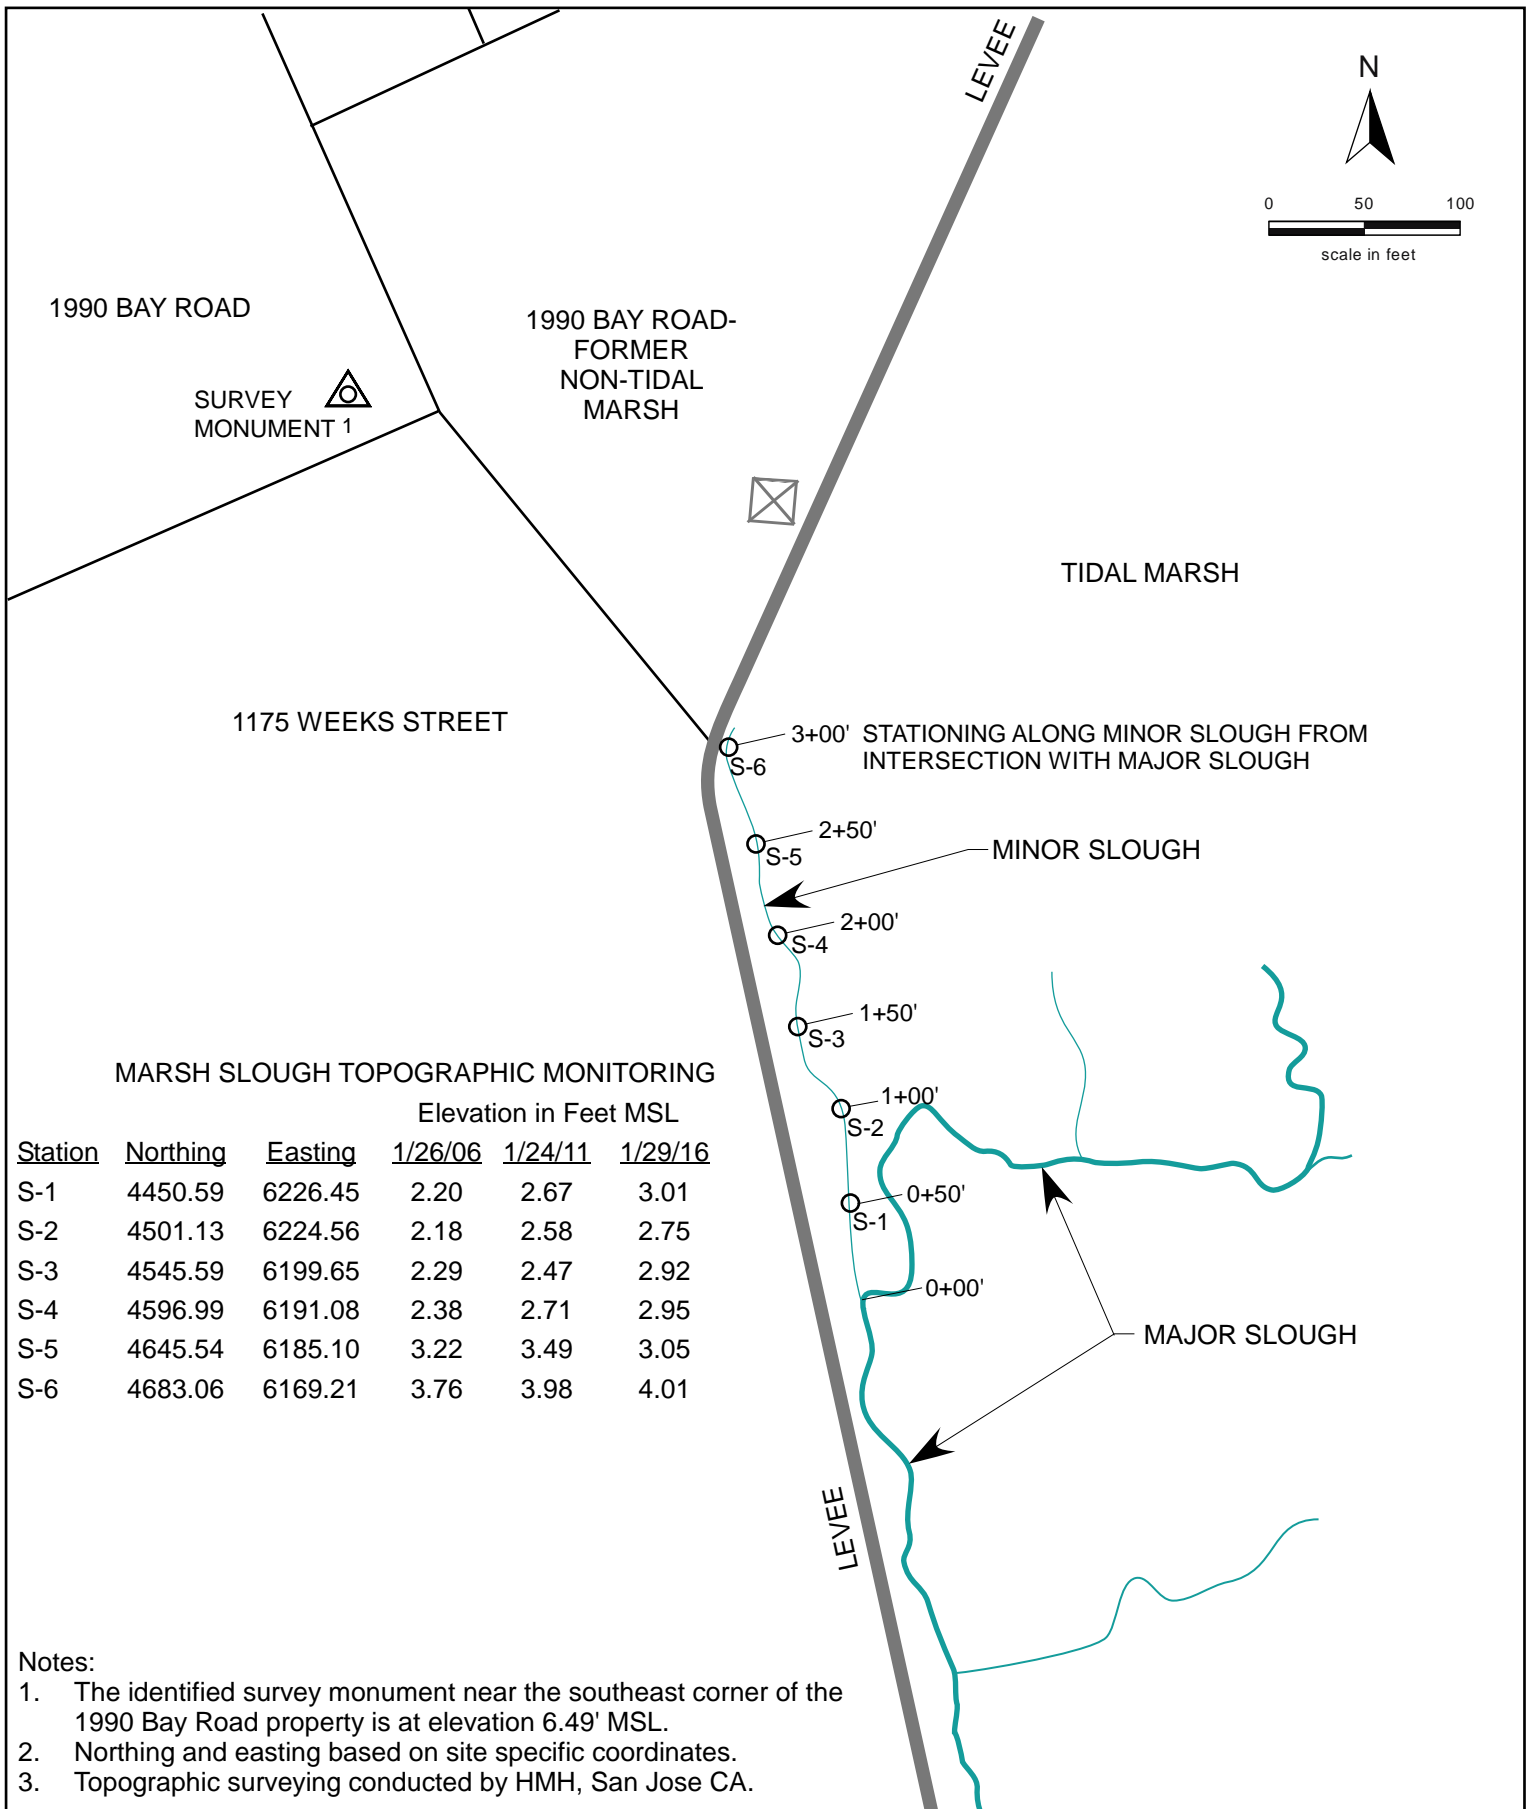 LEVEE
N
0 50 100
scale in feet
1990 BAY ROAD
1990 BAY ROAD-
FORMER
NON-TIDAL
MARSH
SURVEY
MONUMENT 1
TIDAL MARSH
1175 WEEKS STREET
3+00' STATIONING ALONG MINOR SLOUGH FROM
INTERSECTION WITH MAJOR SLOUGH
S-6
2+50'
S-5
MINOR SLOUGH
2+00'
S-4
1+50'
S-3
1+00'
S-2
0+50'
S-1
0+00'
MAJOR SLOUGH
MARSH SLOUGH TOPOGRAPHIC MONITORING
Elevation in Feet MSL
Station Northing Easting 1/26/06 1/24/11 1/29/16
S-1 4450.59 6226.45 2.20 2.67 3.01
S-2 4501.13 6224.56 2.18 2.58 2.75
S-3 4545.59 6199.65 2.29 2.47 2.92
S-4 4596.99 6191.08 2.38 2.71 2.95
S-5 4645.54 6185.10 3.22 3.49 3.05
S-6 4683.06 6169.21 3.76 3.98 4.01
LEVEE
Notes:
1. The identified survey monument near the southeast corner of the
1990 Bay Road property is at elevation 6.49' MSL.
2. Northing and easting based on site specific coordinates.
3. Topographic surveying conducted by HMH, San Jose CA.